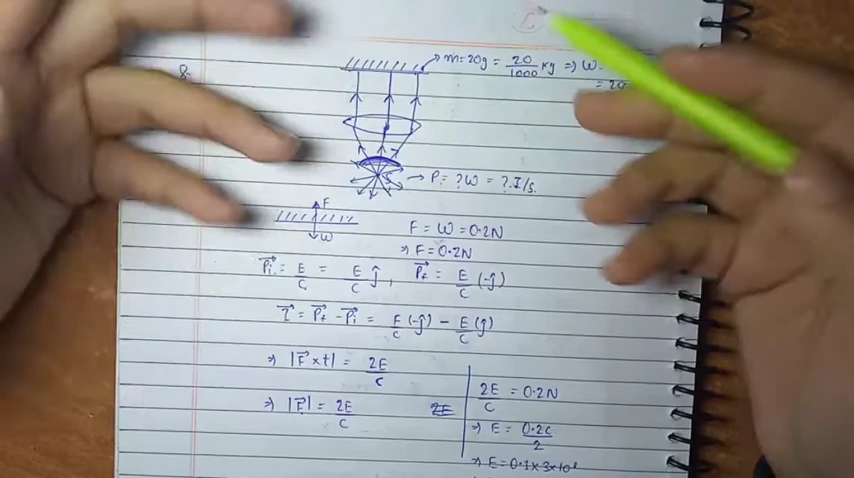 8.
m=20g = 20/1000 kg ⇒ W
= 20
→ P = ?W = ?J/s.
F
W
F = W = 0.2N
⇒ F = 0.2N
P⃗i = E/C = E/C ĵ, P⃗f = E/C (-ĵ)
I⃗ = P⃗f - P⃗i = E/C (-ĵ) - E/C (ĵ)
⇒ |F⃗ × t| = 2E/C
⇒ |F⃗| = 2E/C
2E/C = 0.2N
⇒ E = 0.2C/2
⇒ E = 0.1×3×10⁸